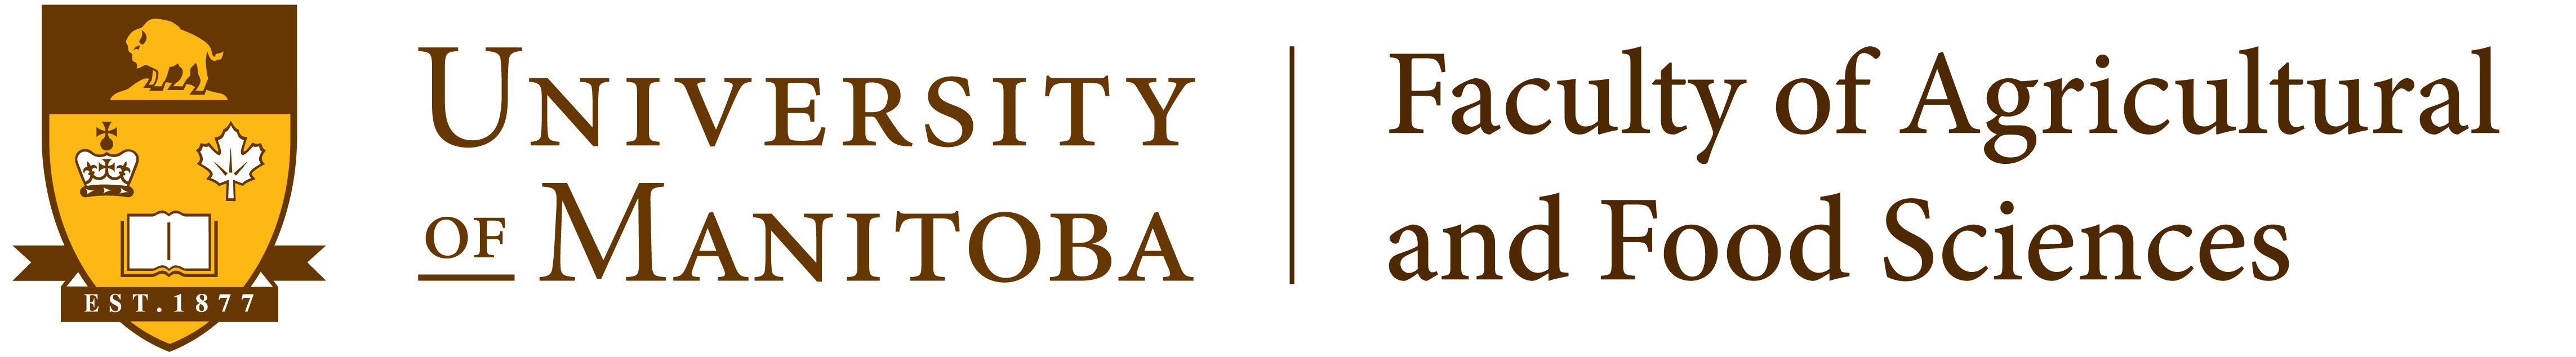 EST. 1877
UNIVERSITY
OF MANITOBA
Faculty of Agricultural
and Food Sciences